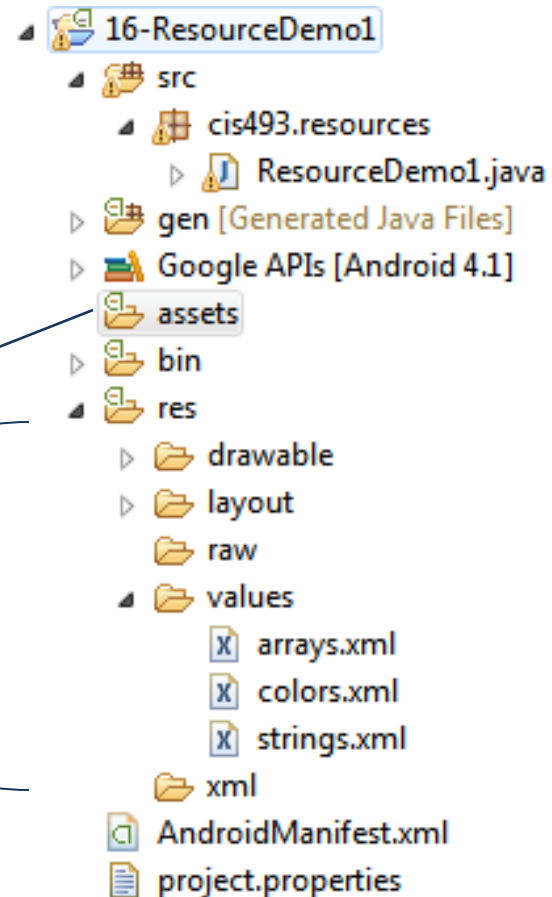 16-ResourceDemo1
src
cis493.resources
ResourceDemo1.java
gen [Generated Java Files]
Google APIs [Android 4.1]
assets
bin
res
drawable
layout
raw
values
arrays.xml
colors.xml
strings.xml
xml
AndroidManifest.xml
project.properties